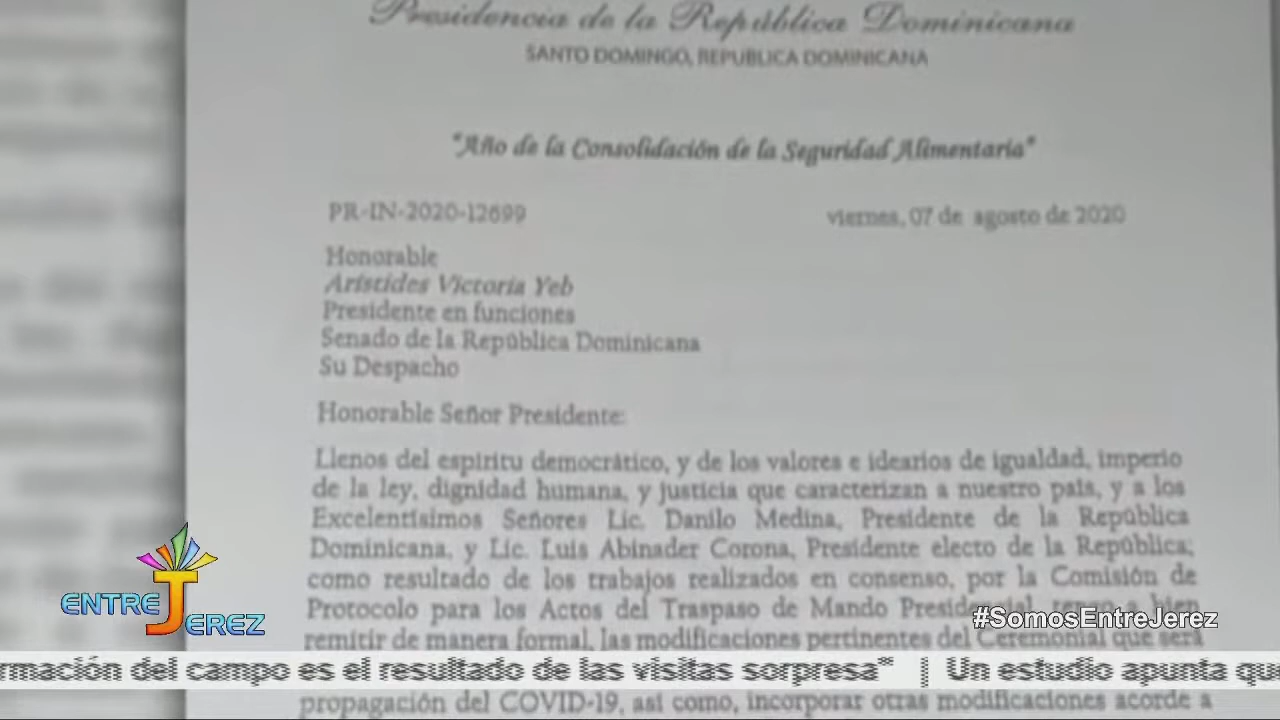 Presidencia de la República Dominicana
SANTO DOMINGO, REPUBLICA DOMINICANA
"Año de la Consolidación de la Seguridad Alimentaria"
PR-IN-2020-12699
viernes, 07 de agosto de 2020
Honorable
Arístides Victoria Yeb
Presidente en funciones
Senado de la República Dominicana
Su Despacho
Honorable Señor Presidente:
Llenos del espíritu democrático, y de los valores e idearios de igualdad, imperio
de la ley, dignidad humana, y justicia que caracterizan a nuestro país, y a los
Excelentísimos Señores Lic. Danilo Medina, Presidente de la República
Dominicana, y Lic. Luis Abinader Corona, Presidente electo de la República;
como resultado de los trabajos realizados en consenso, por la Comisión de
Protocolo para los Actos del Traspaso de Mando Presidencial, tengo a bien
remitir de manera formal, las modificaciones pertinentes del Ceremonial que será
propagación del COVID-19, así como, incorporar otras modificaciones acorde a
ENTRE JEREZ
#SomosEntreJerez
rmación del campo es el resultado de las visitas sorpresa" | Un estudio apunta qu